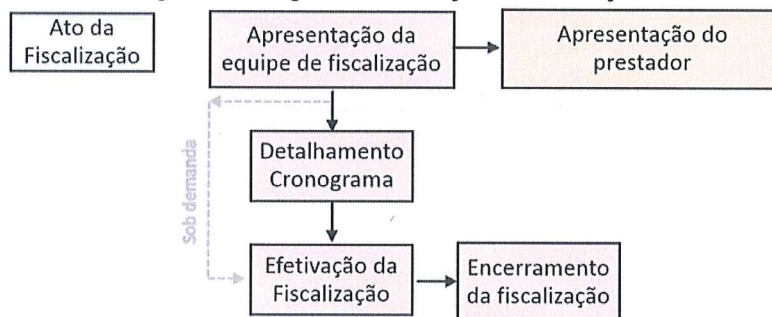 Ato da
Fiscalização
Apresentação da
equipe de fiscalização
Apresentação do
prestador
Sob demanda
Detalhamento
Cronograma
Efetivação da
Fiscalização
Encerramento
da fiscalização